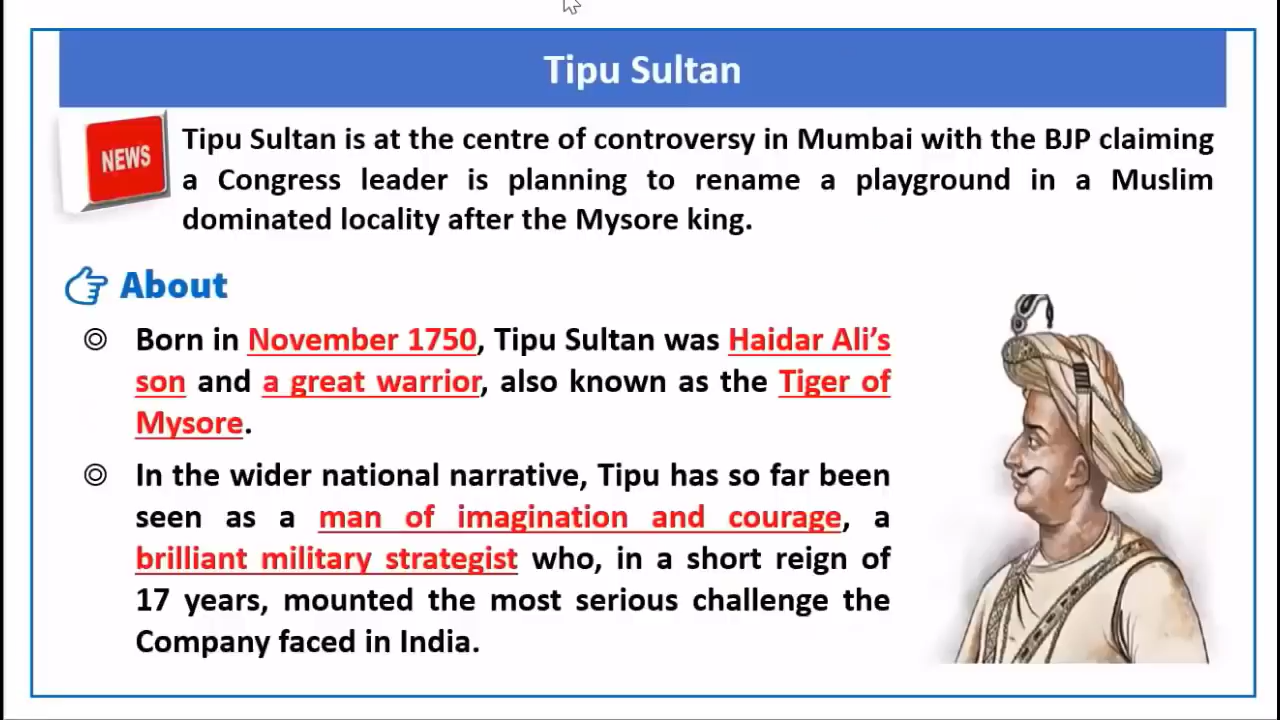 Tipu Sultan
NEWS
Tipu Sultan is at the centre of controversy in Mumbai with the BJP claiming
a Congress leader is planning to rename a playground in a Muslim
dominated locality after the Mysore king.
About
Born in November 1750, Tipu Sultan was Haidar Ali’s
son and a great warrior, also known as the Tiger of
Mysore.
In the wider national narrative, Tipu has so far been
seen as a man of imagination and courage, a
brilliant military strategist who, in a short reign of
17 years, mounted the most serious challenge the
Company faced in India.